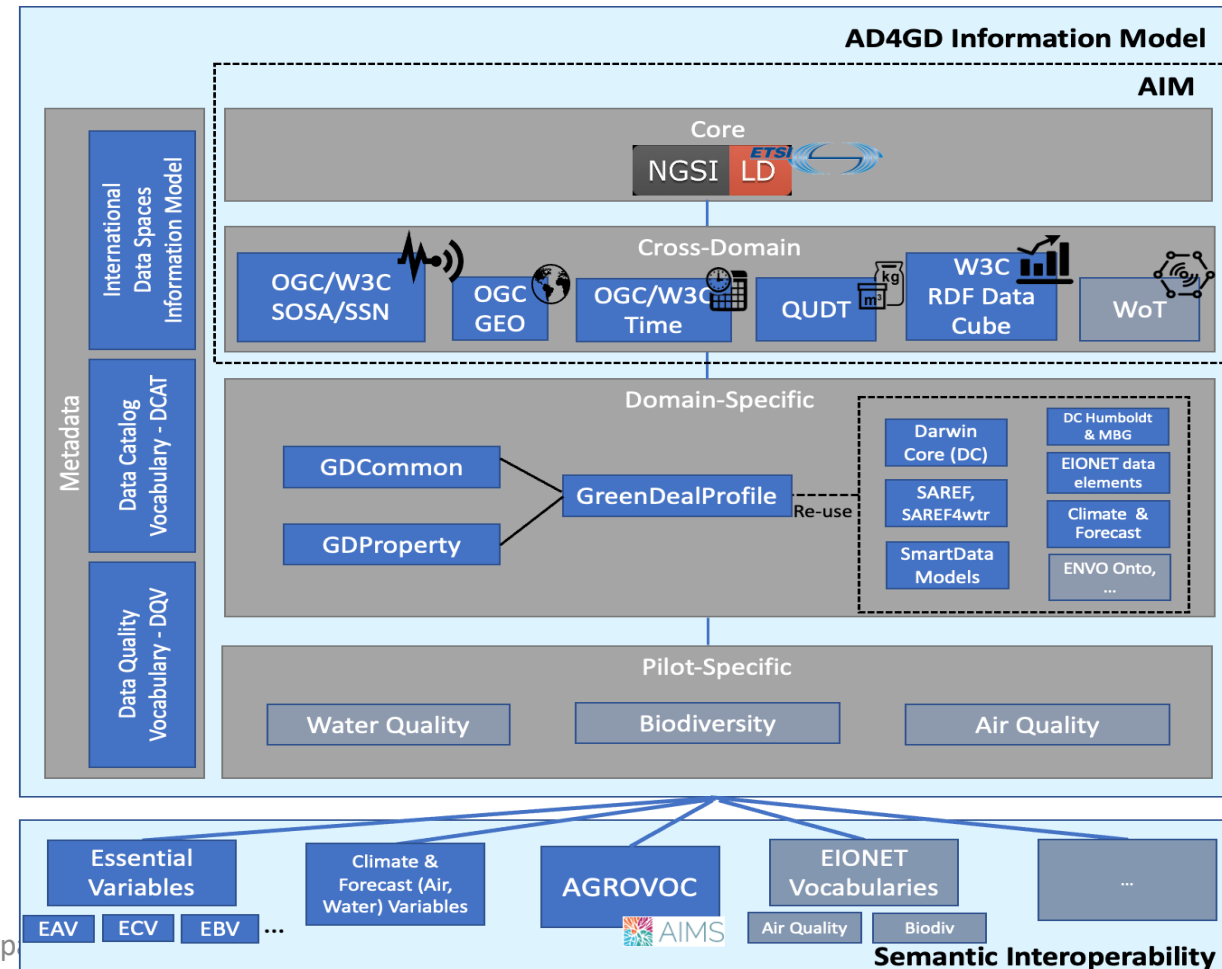 AD4GD Information Model
AIM
Metadata
International
Data Spaces
Information Model
Data Catalog
Vocabulary - DCAT
Data Quality
Vocabulary - DQV
Core
NGSI LD
ETSI
Cross-Domain
OGC/W3C
SOSA/SSN
OGC
GEO
OGC/W3C
Time
QUDT
kg
m³
W3C
RDF Data
Cube
WoT
Domain-Specific
GDCommon
GDProperty
GreenDealProfile
Re-use
Darwin
Core (DC)
SAREF,
SAREF4wtr
SmartData
Models
DC Humboldt
& MBG
EIONET data
elements
Climate &
Forecast
ENVO Onto,
...
Pilot-Specific
Water Quality
Biodiversity
Air Quality
Essential
Variables
EAV
ECV
EBV
...
Climate &
Forecast (Air,
Water) Variables
AGROVOC
AIMS
EIONET
Vocabularies
Air Quality
Biodiv
...
Semantic Interoperability